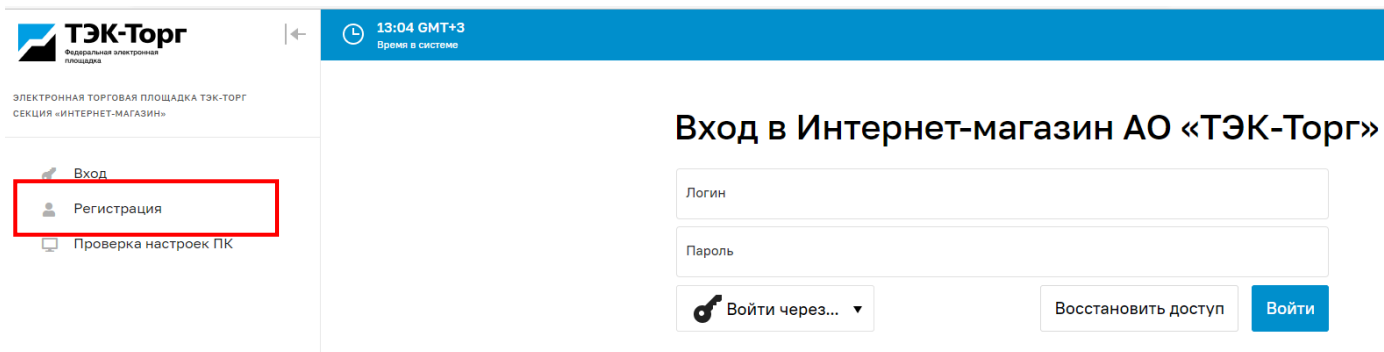 ТЭК-Торг
Федеральная электронная
площадка
ЭЛЕКТРОННАЯ ТОРГОВАЯ ПЛОЩАДКА ТЭК-ТОРГ
СЕКЦИЯ «ИНТЕРНЕТ-МАГАЗИН»
Вход
Регистрация
Проверка настроек ПК
13:04 GMT+3
Время в системе
Вход в Интернет-магазин АО «ТЭК-Торг»
Логин
Пароль
Войти через...
Восстановить доступ
Войти